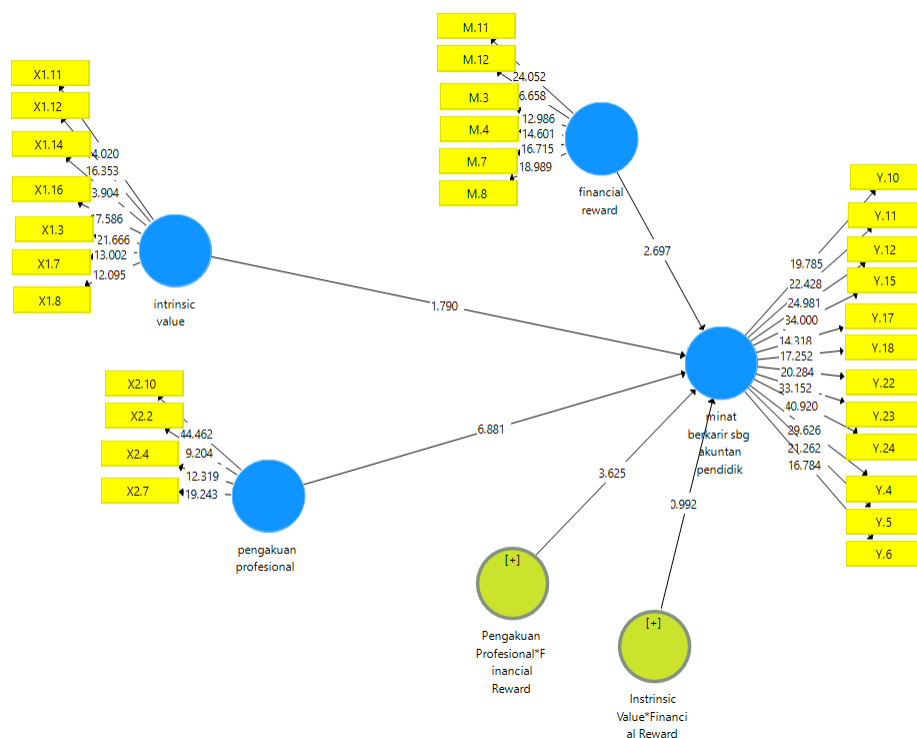 M.11
M.12
M.3
M.4
M.7
M.8
24.052
6.658
12.986
14.601
16.715
18.989
financial
reward
X1.11
X1.12
X1.14
X1.16
X1.3
X1.7
X1.8
4.020
16.353
3.904
17.586
21.666
13.002
12.095
intrinsic
value
2.697
1.790
X2.10
X2.2
X2.4
X2.7
44.462
9.204
12.319
19.243
pengakuan
profesional
6.881
3.625
0.992
minat
berkarir sbg
akuntan
pendidik
19.785
22.428
24.981
34.000
14.318
17.252
20.284
33.152
40.920
29.626
21.262
16.784
Y.10
Y.11
Y.12
Y.15
Y.17
Y.18
Y.22
Y.23
Y.24
Y.4
Y.5
Y.6
[+]
Pengakuan
Profesional*F
inancial
Reward
[+]
Instrinsic
Value*Financi
al Reward